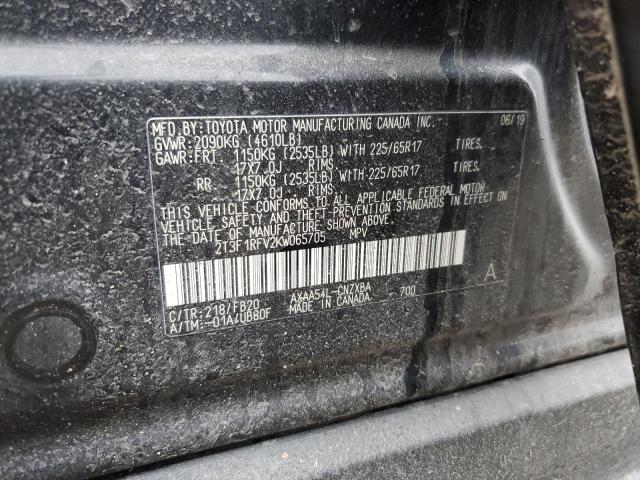 MFD.BY:TOYOTA MOTOR MANUFACTURING CANADA INC. 06/19
GVWR:2090KG (4610LB)
GAWR:FRT 1150KG (2535LB) WITH 225/65R17 TIRES.
17X7.0J RIMS
RR 1150KG (2535LB) WITH 225/65R17 TIRES.
17X7.0J RIMS
THIS VEHICLE CONFORMS TO ALL APPLICABLE FEDERAL MOTOR
VEHICLE SAFETY AND THEFT PREVENTION STANDARDS IN EFFECT
ON THE DATE OF MANUFACTURE SHOWN ABOVE.
2T3F1RFV2KW065705 MPV
C/TR:218/FB20 AXAA54L-CNZXBA A
A/TM:-01A/UB80F MADE IN CANADA. 700